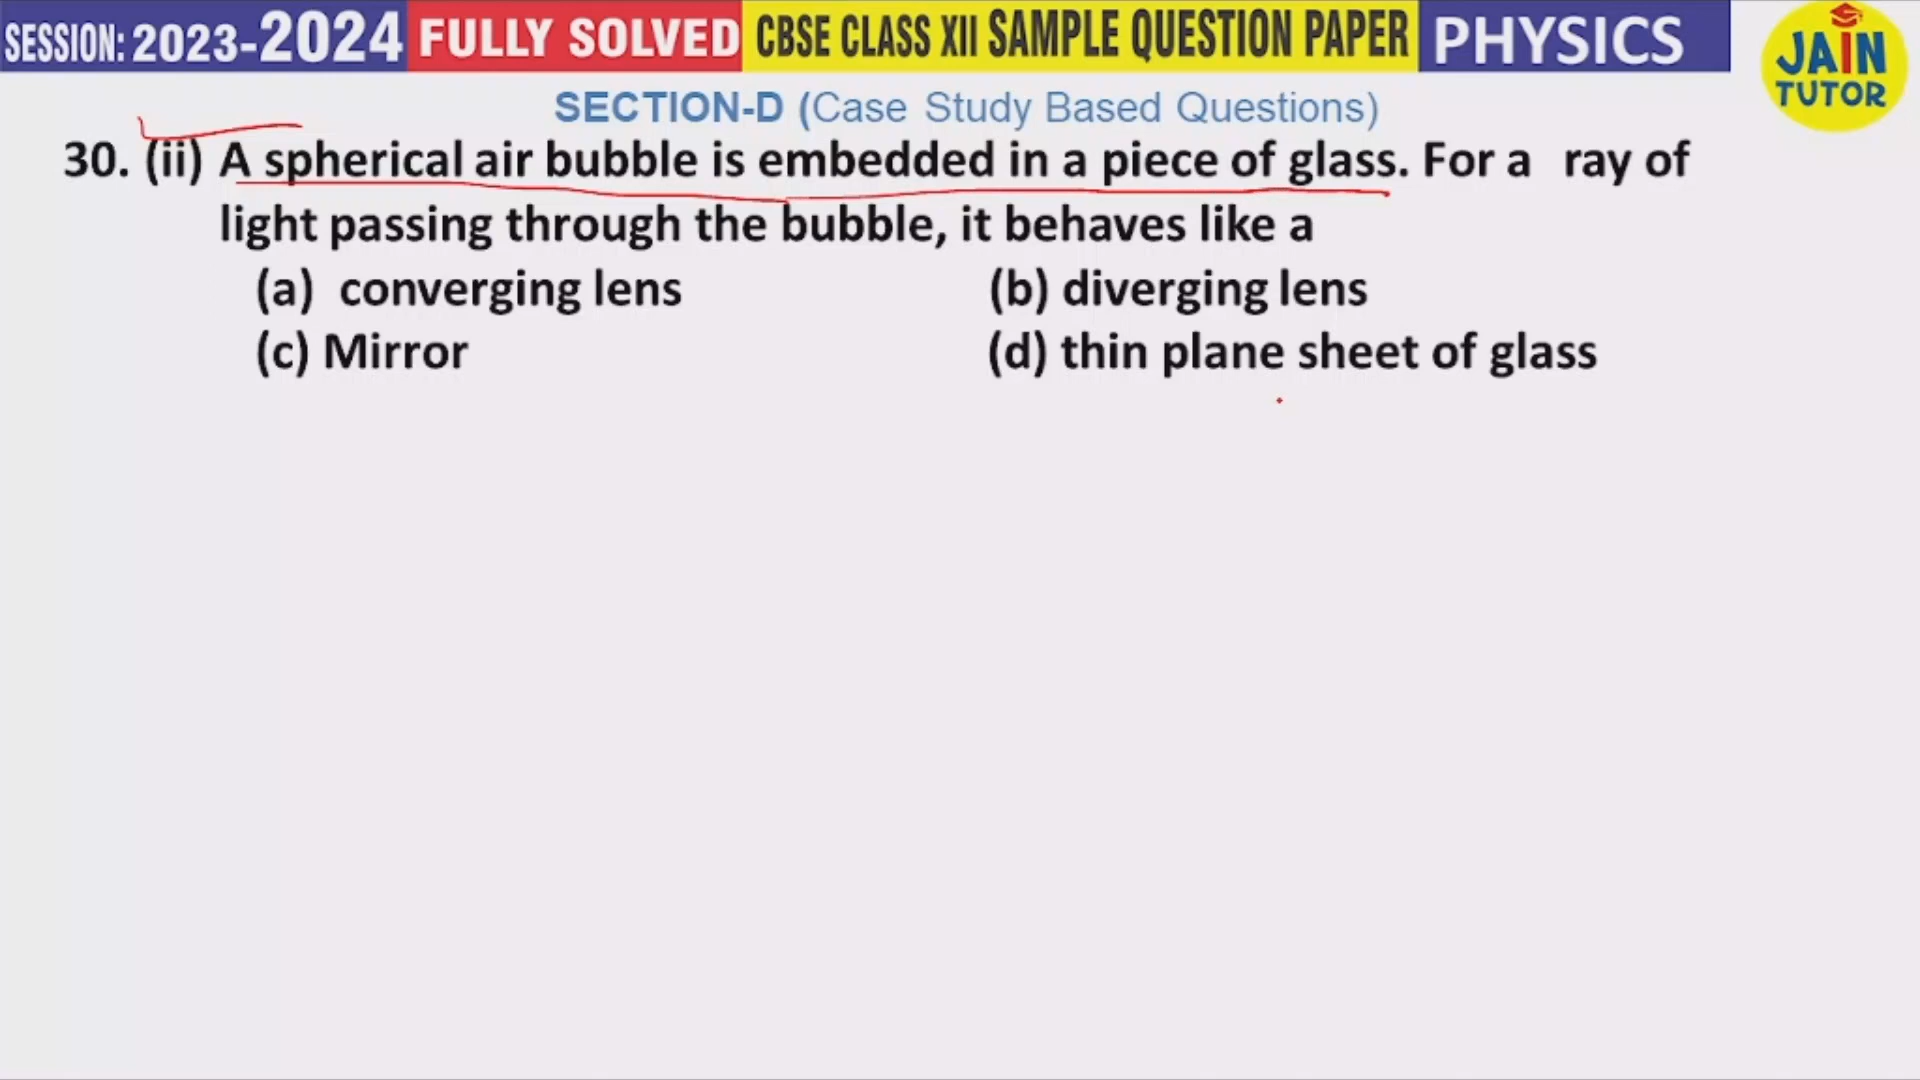 SESSION: 2023-2024 FULLY SOLVED CBSE CLASS XII SAMPLE QUESTION PAPER PHYSICS
JAIN
TUTOR
SECTION-D (Case Study Based Questions)
30. (ii) A spherical air bubble is embedded in a piece of glass. For a ray of
light passing through the bubble, it behaves like a
(a) converging lens (b) diverging lens
(c) Mirror (d) thin plane sheet of glass